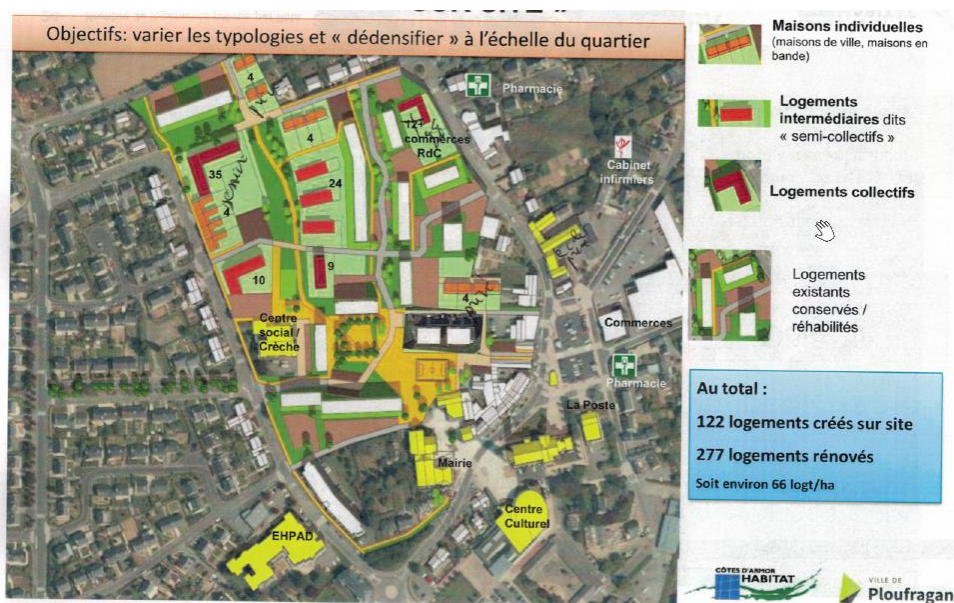 Objectifs: varier les typologies et « dédensifier » à l'échelle du quartier
Maisons individuelles
(maisons de ville, maisons en
bande)
Logements
intermédiaires dits
« semi-collectifs »
Logements collectifs
Logements
existants
conservés /
réhabilités
Au total :
122 logements créés sur site
277 logements rénovés
Soit environ 66 logt/ha
4
Pharmacie
4
12+
commerces
RdC
35
24
Cabinet
infirmiers
4
10
9
4
Centre
social /
Crèche
Commerces
Pharmacie
La Poste
Mairie
Centre
Culturel
EHPAD
CÔTES D'ARMOR
HABITAT
VILLE DE
Ploufragan